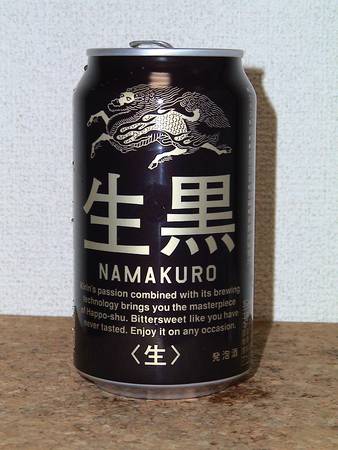 生黒
NAMAKURO
Kirin's passion combined with its brewing
technology brings you the masterpiece
of Happo-shu. Bittersweet like you have
never tasted. Enjoy it on any occasion.
〈生〉
発泡酒